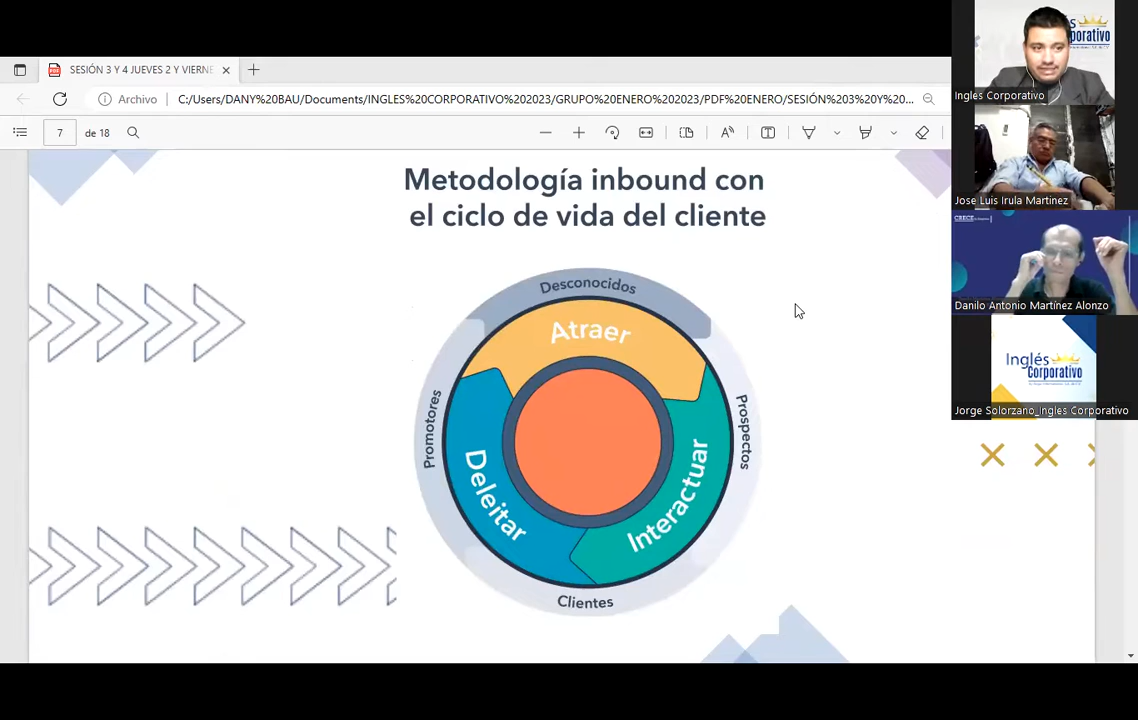 SESIÓN 3 Y 4 JUEVES 2 Y VIERNE
Archivo
C:/Users/DANY%20BAU/Documents/INGLES%20CORPORATIVO%202023/GRUPO%20ENERO%202023/PDF%20ENERO/SESIÓN%203%20Y%20...
7 de 18
Metodología inbound con
el ciclo de vida del cliente
Desconocidos
Atraer
Promotores
Prospectos
Deleitar
Interactuar
Clientes
Ingles Corporativo
Jose Luis Irula Martinez
CRECE
Danilo Antonio Martínez Alonzo
Inglés
Corporativo
Jorge Solorzano_Ingles Corporativo